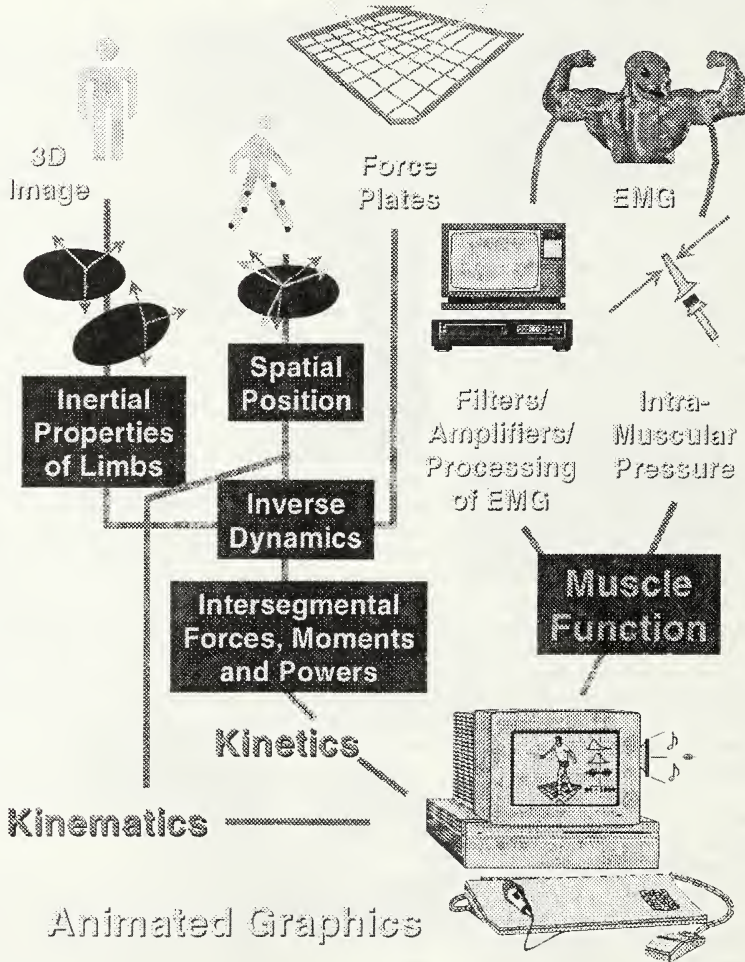 3D
Image
Force
Plates
EMG
Spatial
Position
Inertial
Properties
of Limbs
Filters/
Amplifiers/
Processing
of EMG
Intra-
Muscular
Pressure
Inverse
Dynamics
Muscle
Function
Intersegmental
Forces, Moments
and Powers
Kinetics
Kinematics
Animated Graphics